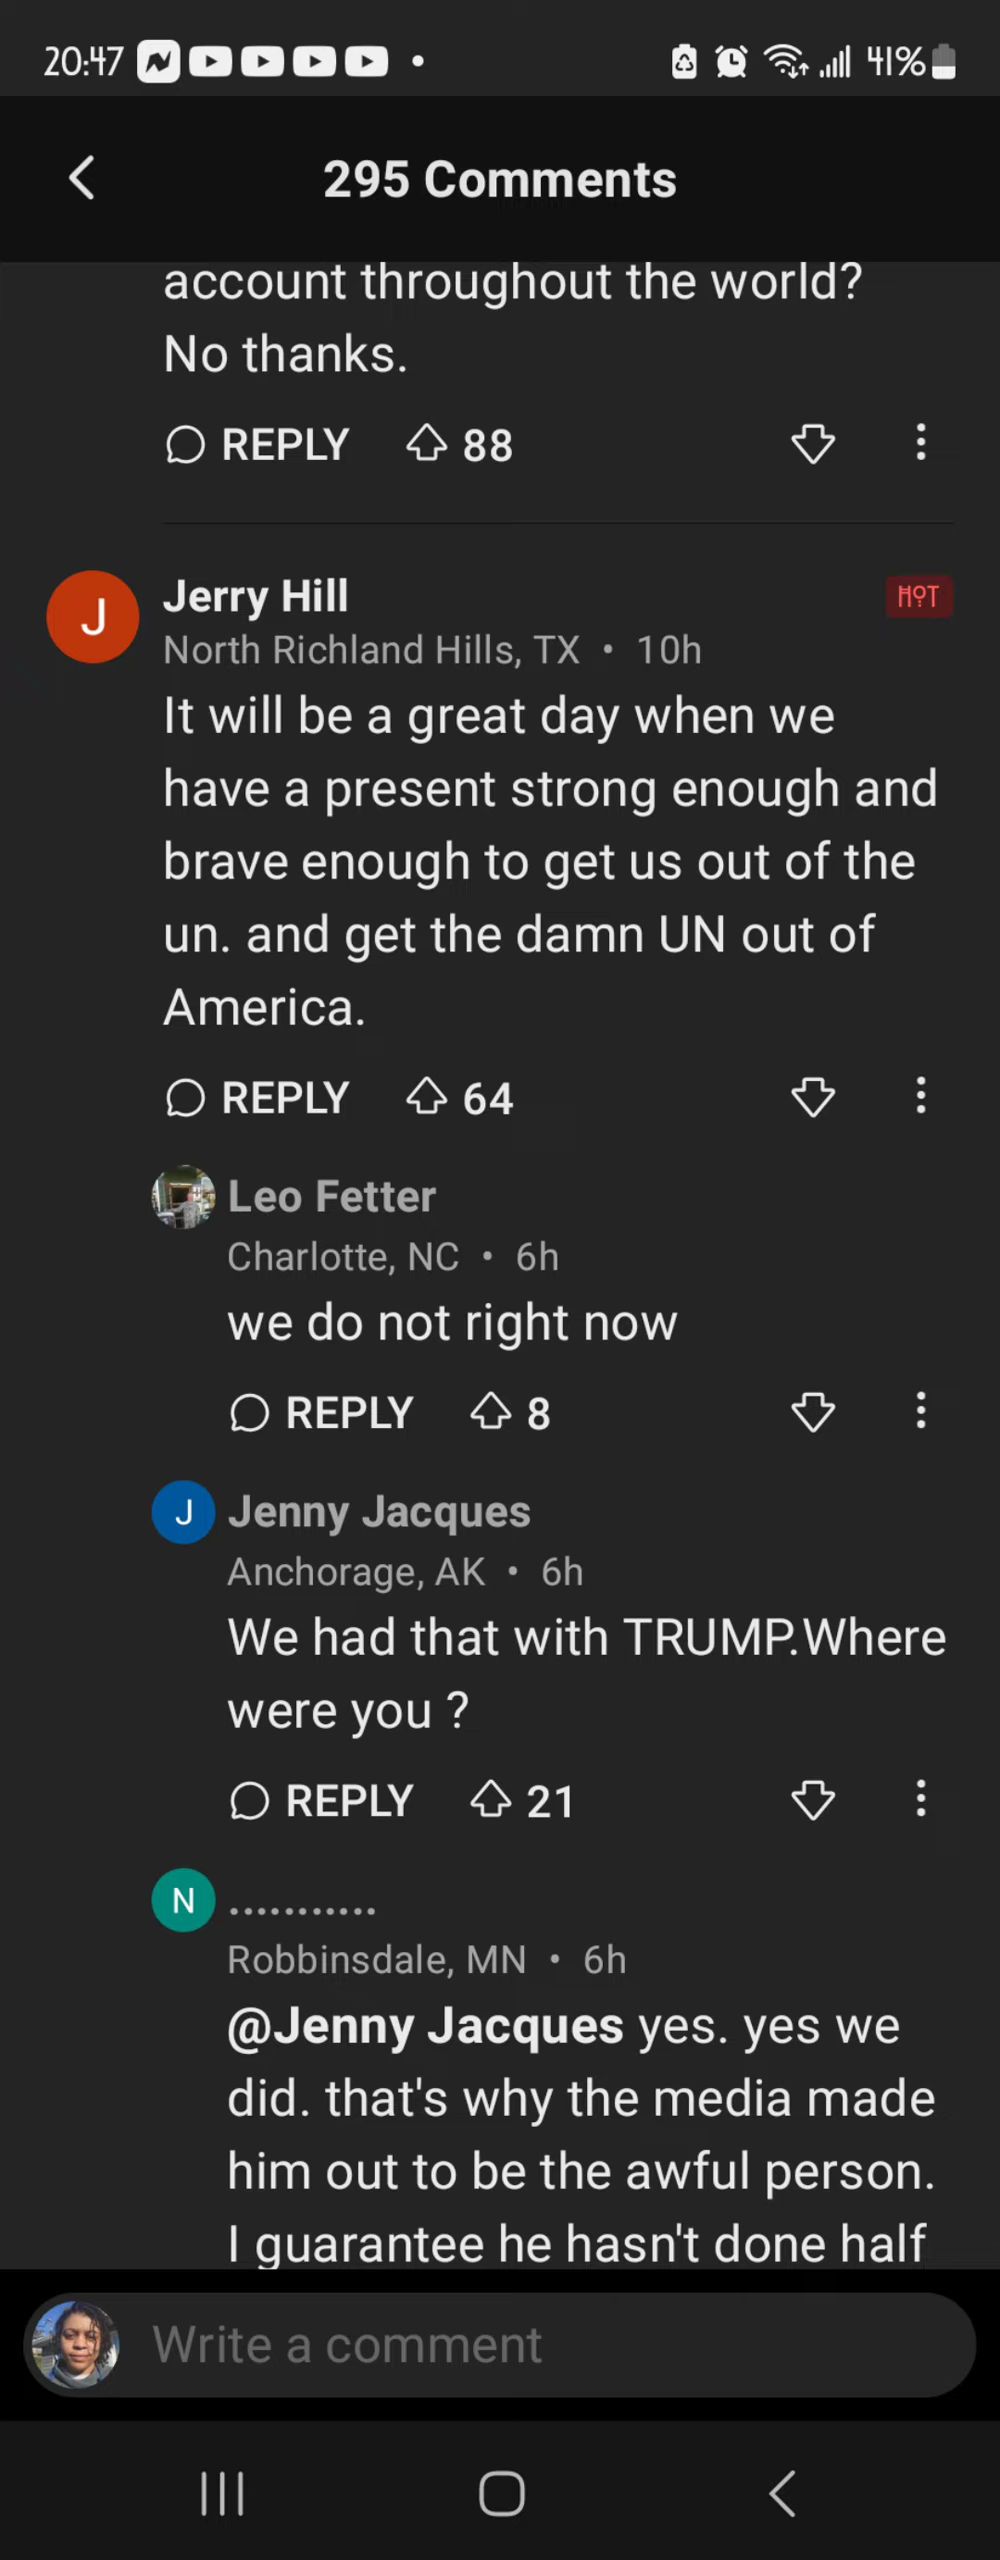 20:47
41%
295 Comments
account throughout the world?
No thanks.
REPLY 88
J
Jerry Hill
HOT
North Richland Hills, TX • 10h
It will be a great day when we
have a present strong enough and
brave enough to get us out of the
un. and get the damn UN out of
America.
REPLY 64
Leo Fetter
Charlotte, NC • 6h
we do not right now
REPLY 8
J
Jenny Jacques
Anchorage, AK • 6h
We had that with TRUMP.Where
were you ?
REPLY 21
N
...........
Robbinsdale, MN • 6h
@Jenny Jacques yes. yes we
did. that's why the media made
him out to be the awful person.
I guarantee he hasn't done half
Write a comment